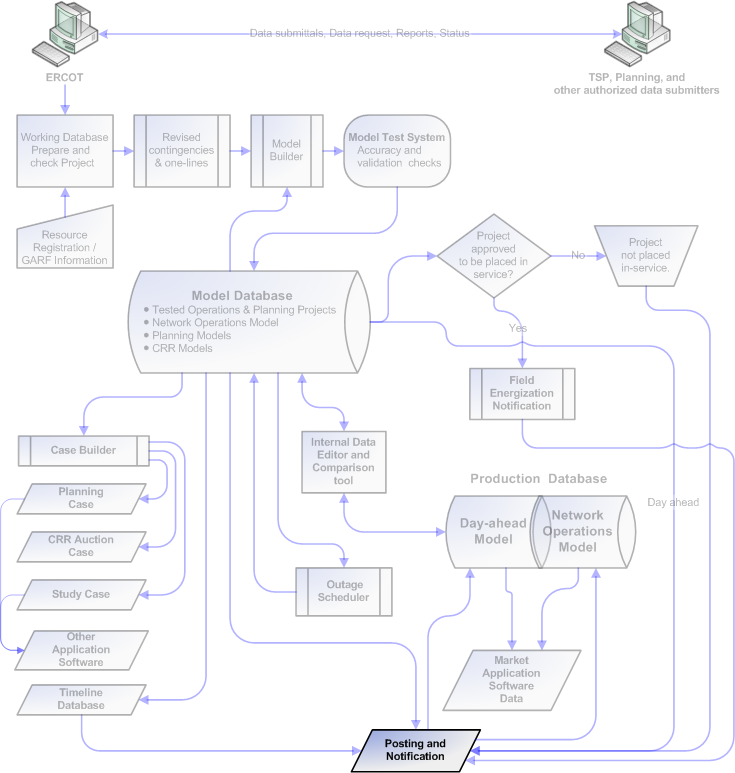 Data submittals, Data request, Reports, Status
ERCOT
TSP, Planning, and
other authorized data submitters
Working Database
Prepare and
check Project
Revised
contingencies
& one-lines
Model
Builder
Model Test System
Accuracy and
validation checks
Resource
Registration /
GARF Information
Project
approved
to be placed in
service?
No
Project
not placed
in-service.
Model Database
• Tested Operations & Planning Projects
• Network Operations Model
• Planning Models
• CRR Models
Yes
Field
Energization
Notification
Case Builder
Internal Data
Editor and
Comparison
tool
Planning
Case
Production Database
Day-ahead
Model
Network
Operations
Model
Day ahead
CRR Auction
Case
Study Case
Outage
Scheduler
Other
Application
Software
Market
Application
Software
Data
Timeline
Database
Posting and
Notification